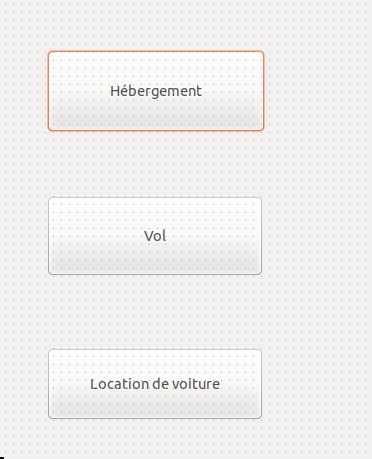 Hébergement
Vol
Location de voiture